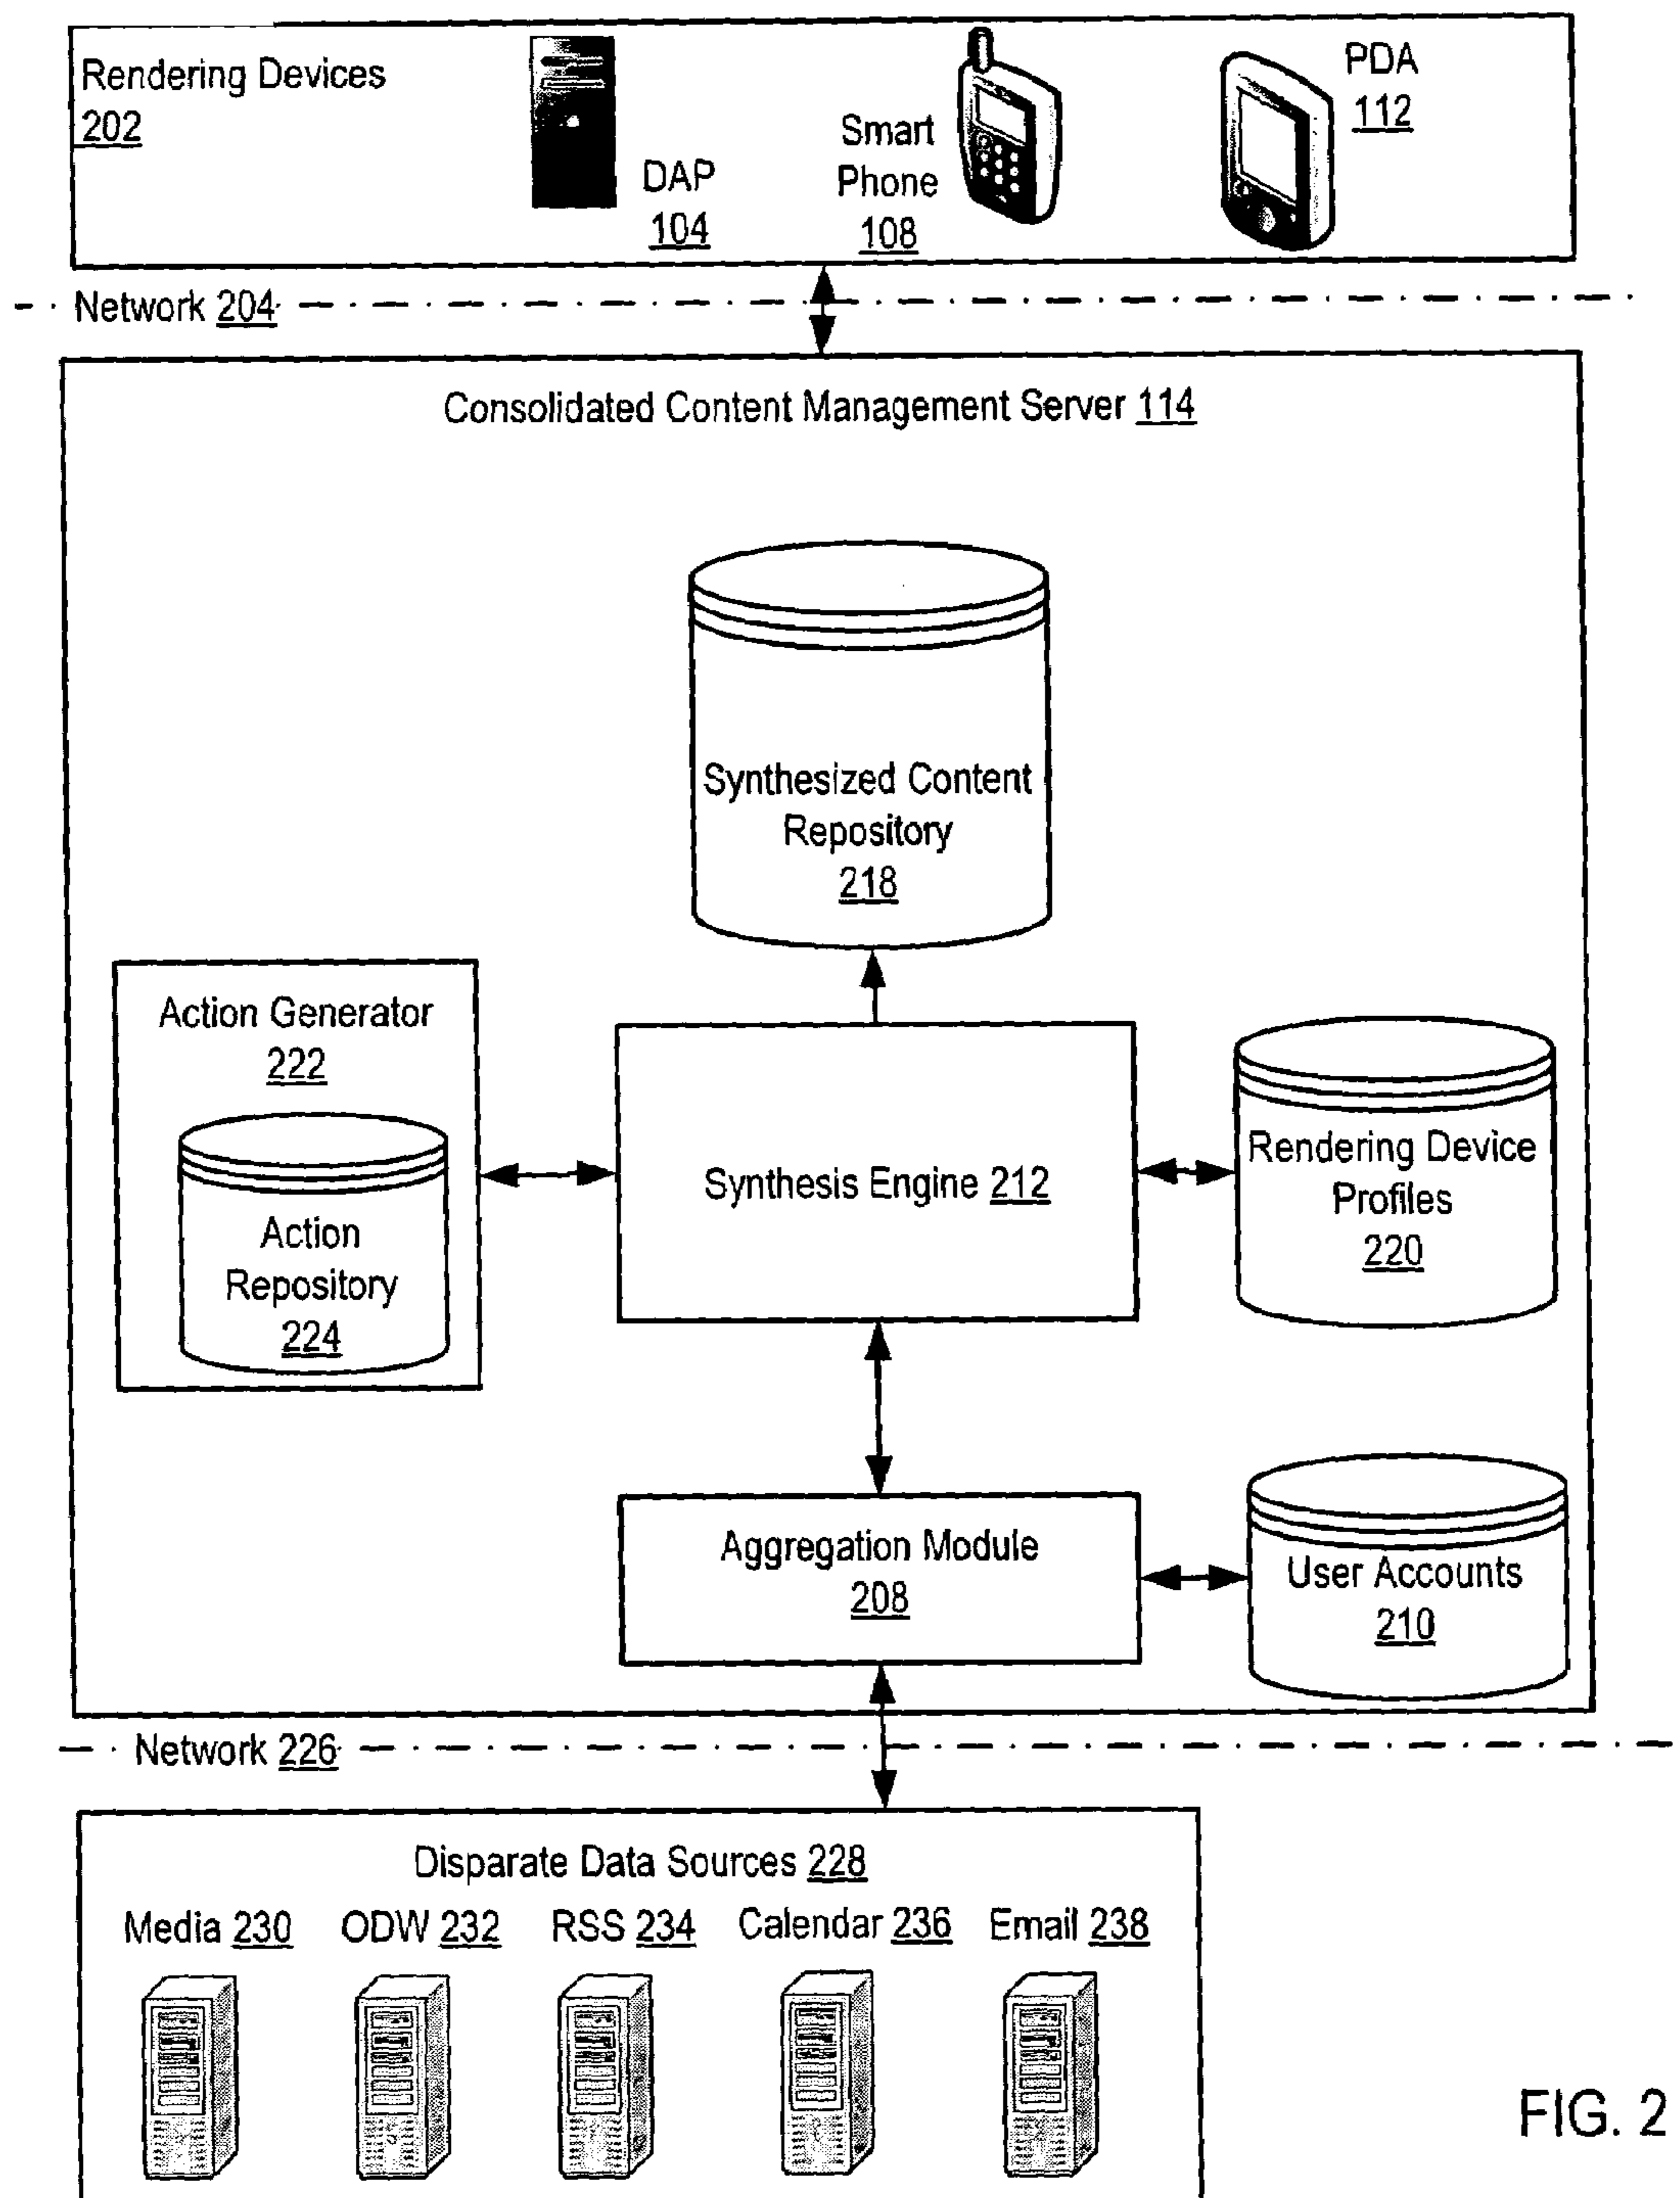 Rendering Devices
202
DAP
104
Smart
Phone
108
PDA
112
Network 204
Consolidated Content Management Server 114
Synthesized Content
Repository
218
Action Generator
222
Action
Repository
224
Synthesis Engine 212
Rendering Device
Profiles
220
Aggregation Module
208
User Accounts
210
Network 226
Disparate Data Sources 228
Media 230
ODW 232
RSS 234
Calendar 236
Email 238
FIG. 2